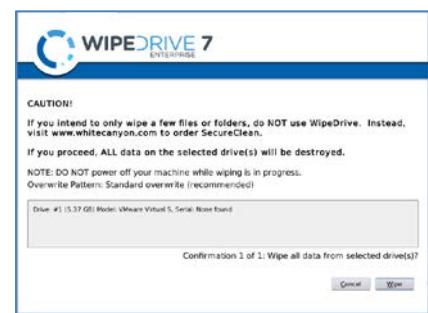 WIPEDRIVE 7
ENTERPRISE
CAUTION!
If you intend to only wipe a few files or folders, do NOT use WipeDrive. Instead,
visit www.whitecanyon.com to order SecureClean.
If you proceed, ALL data on the selected drive(s) will be destroyed.
NOTE: DO NOT power off your machine while wiping is in progress.
Overwrite Pattern: Standard overwrite (recommended)
Drive: #1 (5.37 GB) Model: VMware Virtual S, Serial: None found
Confirmation 1 of 1: Wipe all data from selected drive(s)?
Cancel Wipe